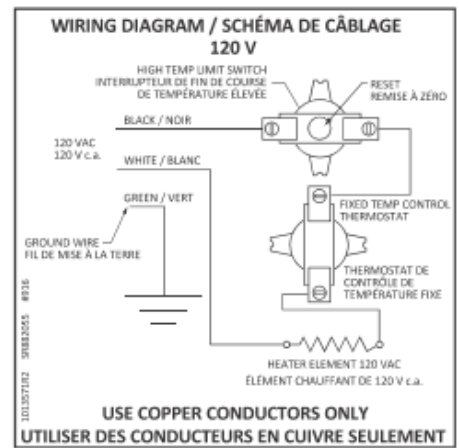 WIRING DIAGRAM / SCHÉMA DE CÂBLAGE
120 V
HIGH TEMP LIMIT SWITCH
INTERRUPTEUR DE FIN DE COURSE
DE TEMPÉRATURE ÉLEVÉE
RESET
REMISE À ZÉRO
BLACK / NOIR
120 VAC
120 V c.a.
WHITE / BLANC
GREEN / VERT
FIXED TEMP CONTROL
THERMOSTAT
GROUND WIRE
FIL DE MISE À LA TERRE
THERMOSTAT DE
CONTRÔLE DE
TEMPÉRATURE FIXE
HEATER ELEMENT 120 VAC
ÉLÉMENT CHAUFFANT DE 120 V c.a.
1D13571R2 SR882055 #936
USE COPPER CONDUCTORS ONLY
UTILISER DES CONDUCTEURS EN CUIVRE SEULEMENT